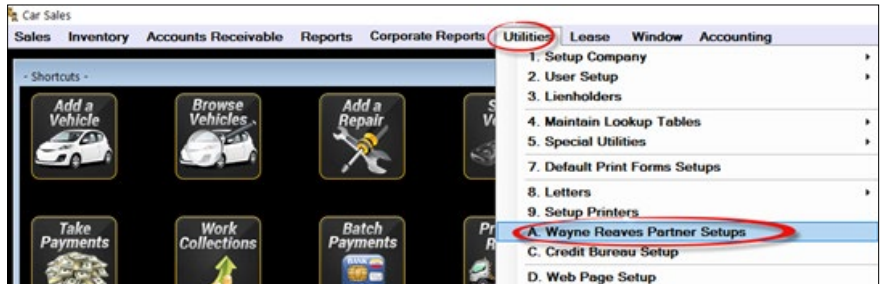 Car Sales
Sales Inventory Accounts Receivable Reports Corporate Reports Utilities Lease Window Accounting
- Shortcuts -
Add a
Vehicle
Browse
Vehicles
Add a
Repair
Take
Payments
Work
Collections
Batch
Payments
1. Setup Company
2. User Setup
3. Lienholders
4. Maintain Lookup Tables
5. Special Utilities
7. Default Print Forms Setups
8. Letters
9. Setup Printers
A. Wayne Reaves Partner Setups
C. Credit Bureau Setup
D. Web Page Setup